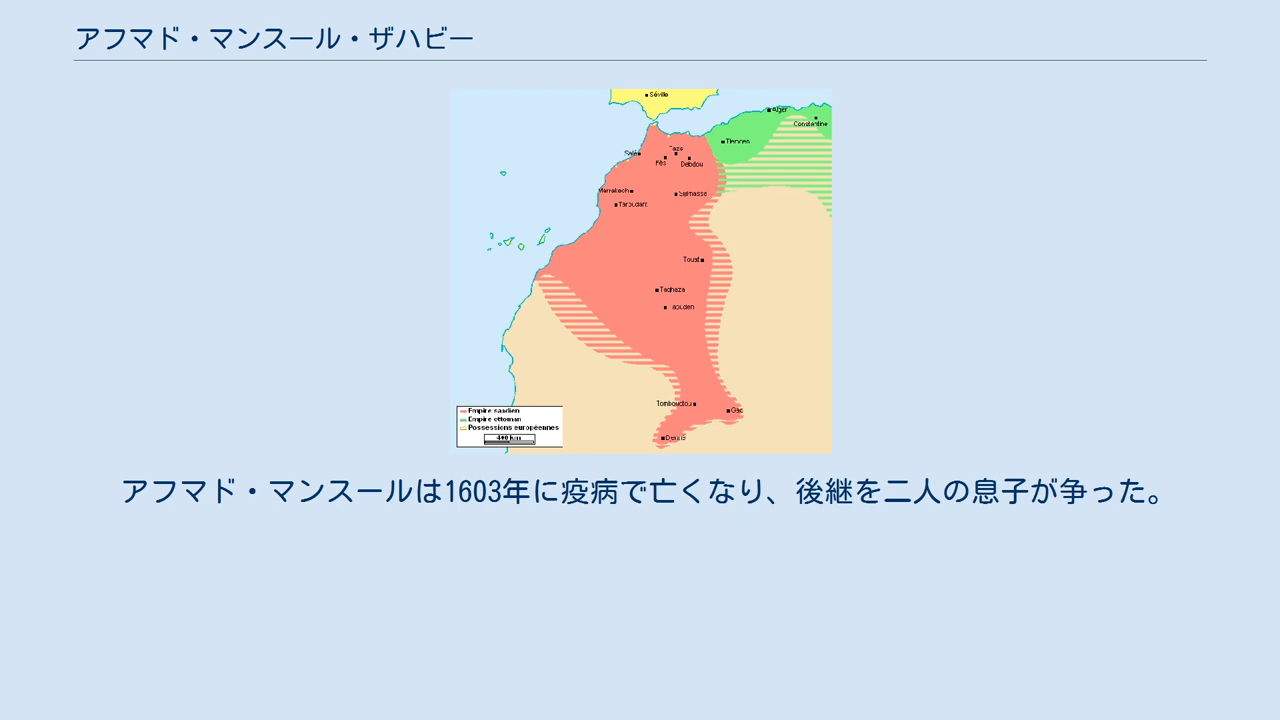 アフマド・マンスール・ザハビー
Séville
Alger
Constantine
Tlemcen
Taza
Salé
Fès
Debdou
Marrakech
Taroudant
Touat
Taghaza
Tombouctou
Gao
Empire saadien
Empire ottoman
Possessions européennes
400 km
アフマド・マンスールは1603年に疫病で亡くなり、後継を二人の息子が争った。